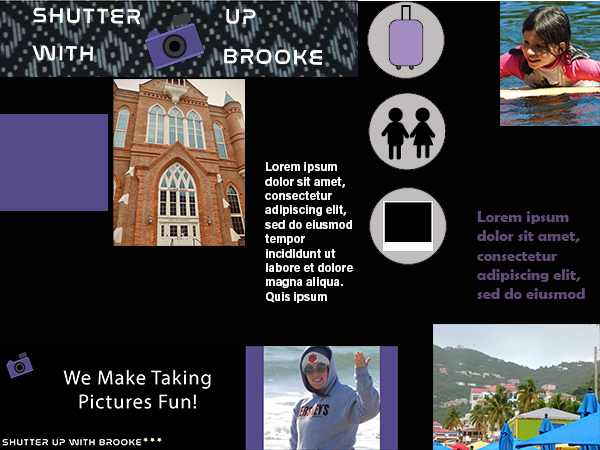 SHUTTER UP
WITH BROOKE
Lorem ipsum
dolor sit amet,
consectetur
adipiscing elit,
sed do eiusmod
tempor
incididunt ut
labore et dolore
magna aliqua.
Quis ipsum
Lorem ipsum
dolor sit amet,
consectetur
adipiscing elit,
sed do eiusmod
We Make Taking
Pictures Fun!
SHUTTER UP WITH BROOKE***